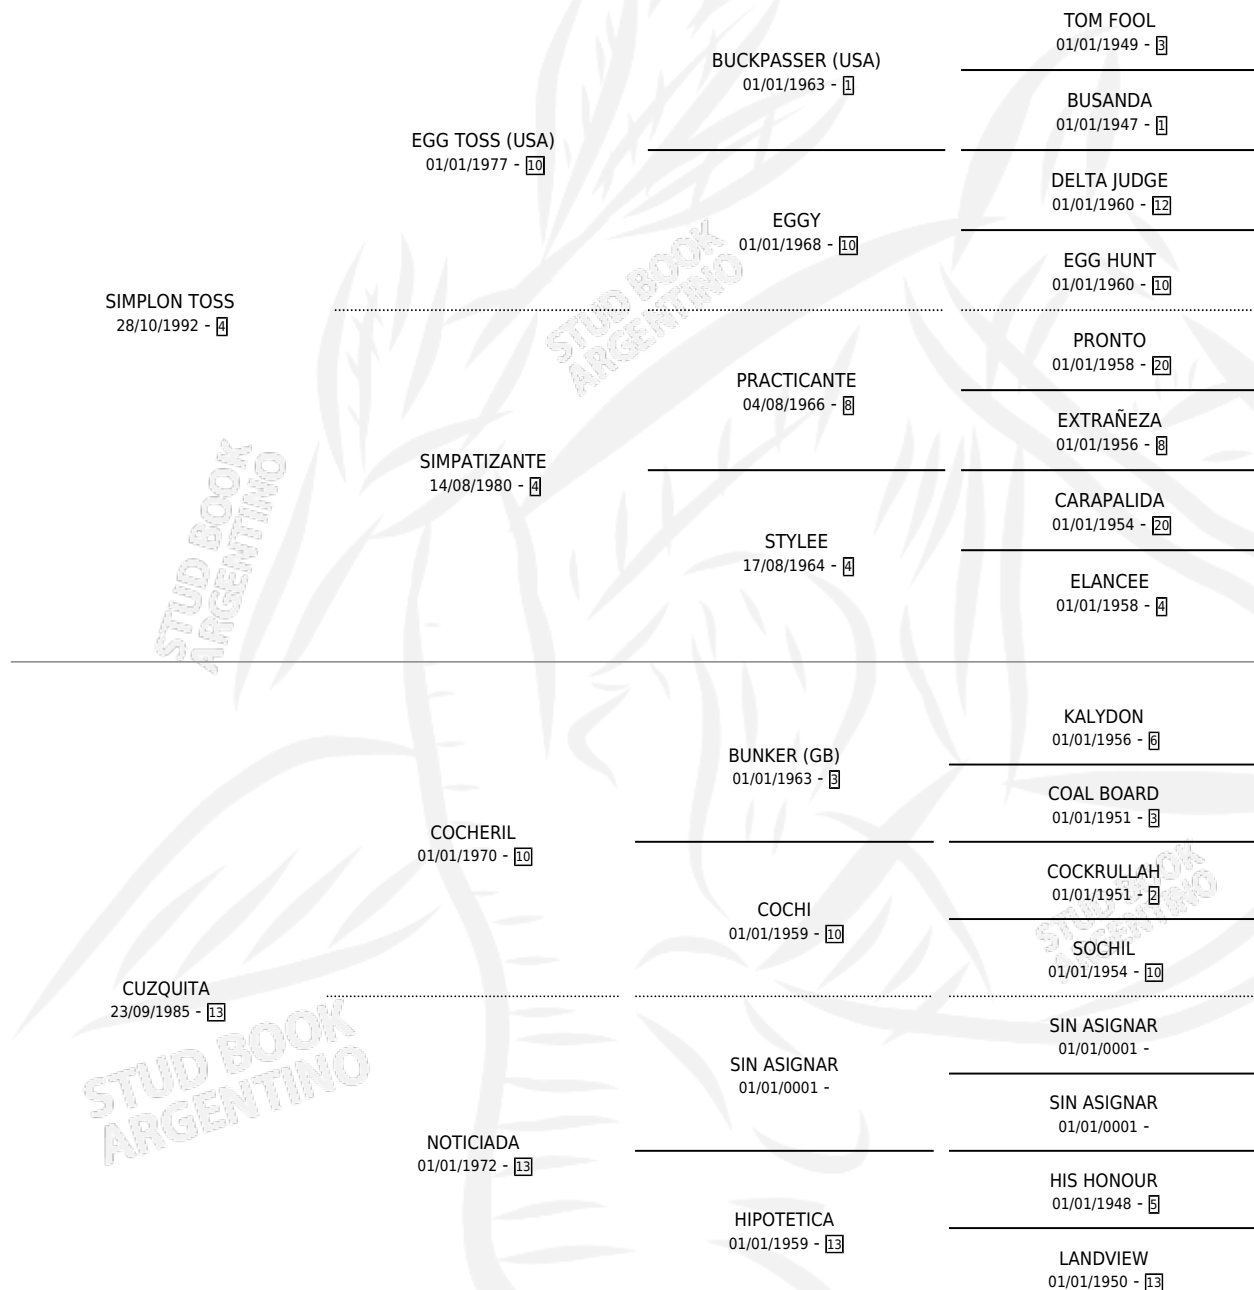 TOM FOOL
01/01/1949 - 3
BUCKPASSER (USA)
01/01/1963 - 1
BUSANDA
01/01/1947 - 1
EGG TOSS (USA)
01/01/1977 - 10
DELTA JUDGE
01/01/1960 - 12
EGGY
01/01/1968 - 10
EGG HUNT
01/01/1960 - 10
SIMPLON TOSS
28/10/1992 - 4
STUD BOOK
ARGENTINO
PRONTO
01/01/1958 - 20
PRACTICANTE
04/08/1966 - 8
EXTRAÑEZA
01/01/1956 - 8
SIMPATIZANTE
14/08/1980 - 4
CARAPALIDA
01/01/1954 - 20
STYLEE
17/08/1964 - 4
ELANCEE
01/01/1958 - 4
STUD BOOK
ARGENTINO
KALYDON
01/01/1956 - 6
BUNKER (GB)
01/01/1963 - 3
COAL BOARD
01/01/1951 - 3
COCHERIL
01/01/1970 - 10
COCKRULLAH
01/01/1951 - 2
COCHI
01/01/1959 - 10
SOCHIL
01/01/1954 - 10
STUD BOOK
ARGENTINO
CUZQUITA
23/09/1985 - 13
STUD BOOK
ARGENTINO
SIN ASIGNAR
01/01/0001 -
SIN ASIGNAR
01/01/0001 -
SIN ASIGNAR
01/01/0001 -
NOTICIADA
01/01/1972 - 13
HIS HONOUR
01/01/1948 - 5
HIPOTETICA
01/01/1959 - 13
LANDVIEW
01/01/1950 - 13